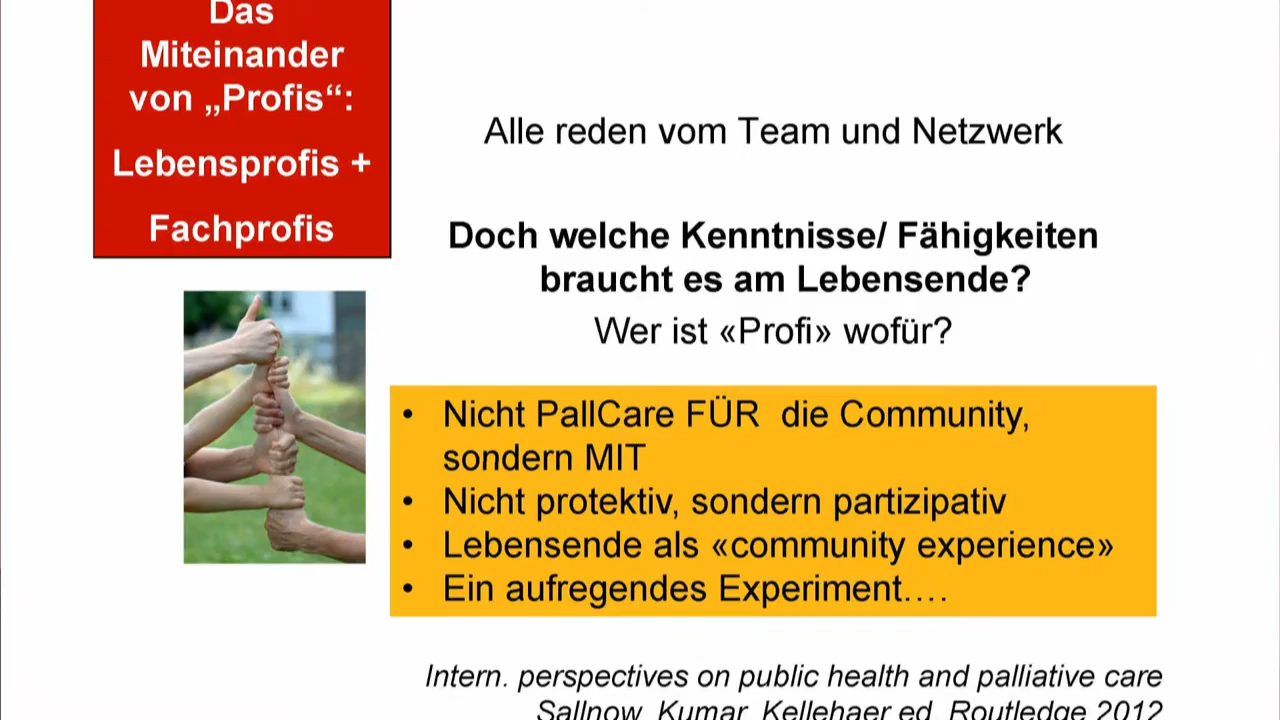 Das
Miteinander
von „Profis“:
Lebensprofis +
Fachprofis
Alle reden vom Team und Netzwerk
Doch welche Kenntnisse/ Fähigkeiten
braucht es am Lebensende?
Wer ist «Profi» wofür?
• Nicht PallCare FÜR die Community,
sondern MIT
• Nicht protektiv, sondern partizipativ
• Lebensende als «community experience»
• Ein aufregendes Experiment….
Intern. perspectives on public health and palliative care
Sallnow, Kumar, Kellehaer ed. Routledge 2012